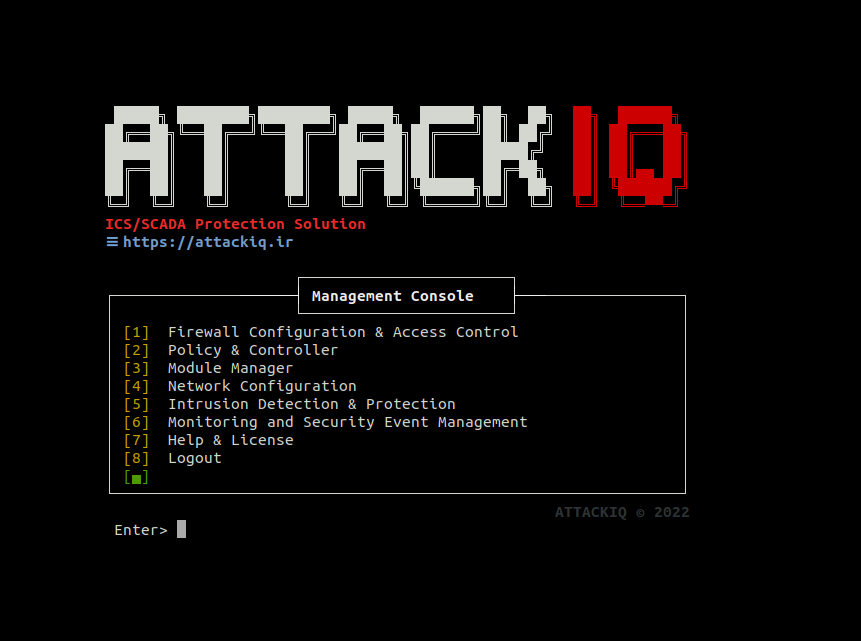 ATTACK IQ
ICS/SCADA Protection Solution
≡ https://attackiq.ir
Management Console
[1] Firewall Configuration & Access Control
[2] Policy & Controller
[3] Module Manager
[4] Network Configuration
[5] Intrusion Detection & Protection
[6] Monitoring and Security Event Management
[7] Help & License
[8] Logout
[■]
ATTACKIQ © 2022
Enter>